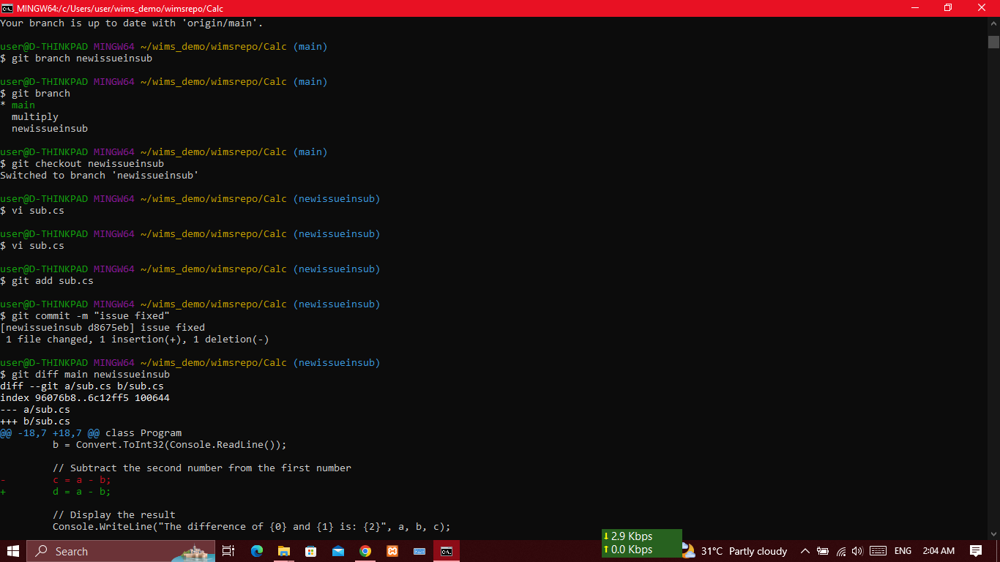 MINGW64:/c/Users/user/wims_demo/wimsrepo/Calc
Your branch is up to date with 'origin/main'.
user@D-THINKPAD MINGW64 ~/wims_demo/wimsrepo/Calc (main)
$ git branch newissueinsub
user@D-THINKPAD MINGW64 ~/wims_demo/wimsrepo/Calc (main)
$ git branch
* main
  multiply
  newissueinsub
user@D-THINKPAD MINGW64 ~/wims_demo/wimsrepo/Calc (main)
$ git checkout newissueinsub
Switched to branch 'newissueinsub'
user@D-THINKPAD MINGW64 ~/wims_demo/wimsrepo/Calc (newissueinsub)
$ vi sub.cs
user@D-THINKPAD MINGW64 ~/wims_demo/wimsrepo/Calc (newissueinsub)
$ vi sub.cs
user@D-THINKPAD MINGW64 ~/wims_demo/wimsrepo/Calc (newissueinsub)
$ git add sub.cs
user@D-THINKPAD MINGW64 ~/wims_demo/wimsrepo/Calc (newissueinsub)
$ git commit -m "issue fixed"
[newissueinsub d8675eb] issue fixed
 1 file changed, 1 insertion(+), 1 deletion(-)
user@D-THINKPAD MINGW64 ~/wims_demo/wimsrepo/Calc (newissueinsub)
$ git diff main newissueinsub
diff --git a/sub.cs b/sub.cs
index 96076b8..6c12ff5 100644
--- a/sub.cs
+++ b/sub.cs
@@ -18,7 +18,7 @@ class Program
         b = Convert.ToInt32(Console.ReadLine());
         // Subtract the second number from the first number
-        c = a - b;
+        d = a - b;
         // Display the result
         Console.WriteLine("The difference of {0} and {1} is: {2}", a, b, c);
2.9 Kbps
0.0 Kbps
Search
31°C Partly cloudy
ENG
2:04 AM